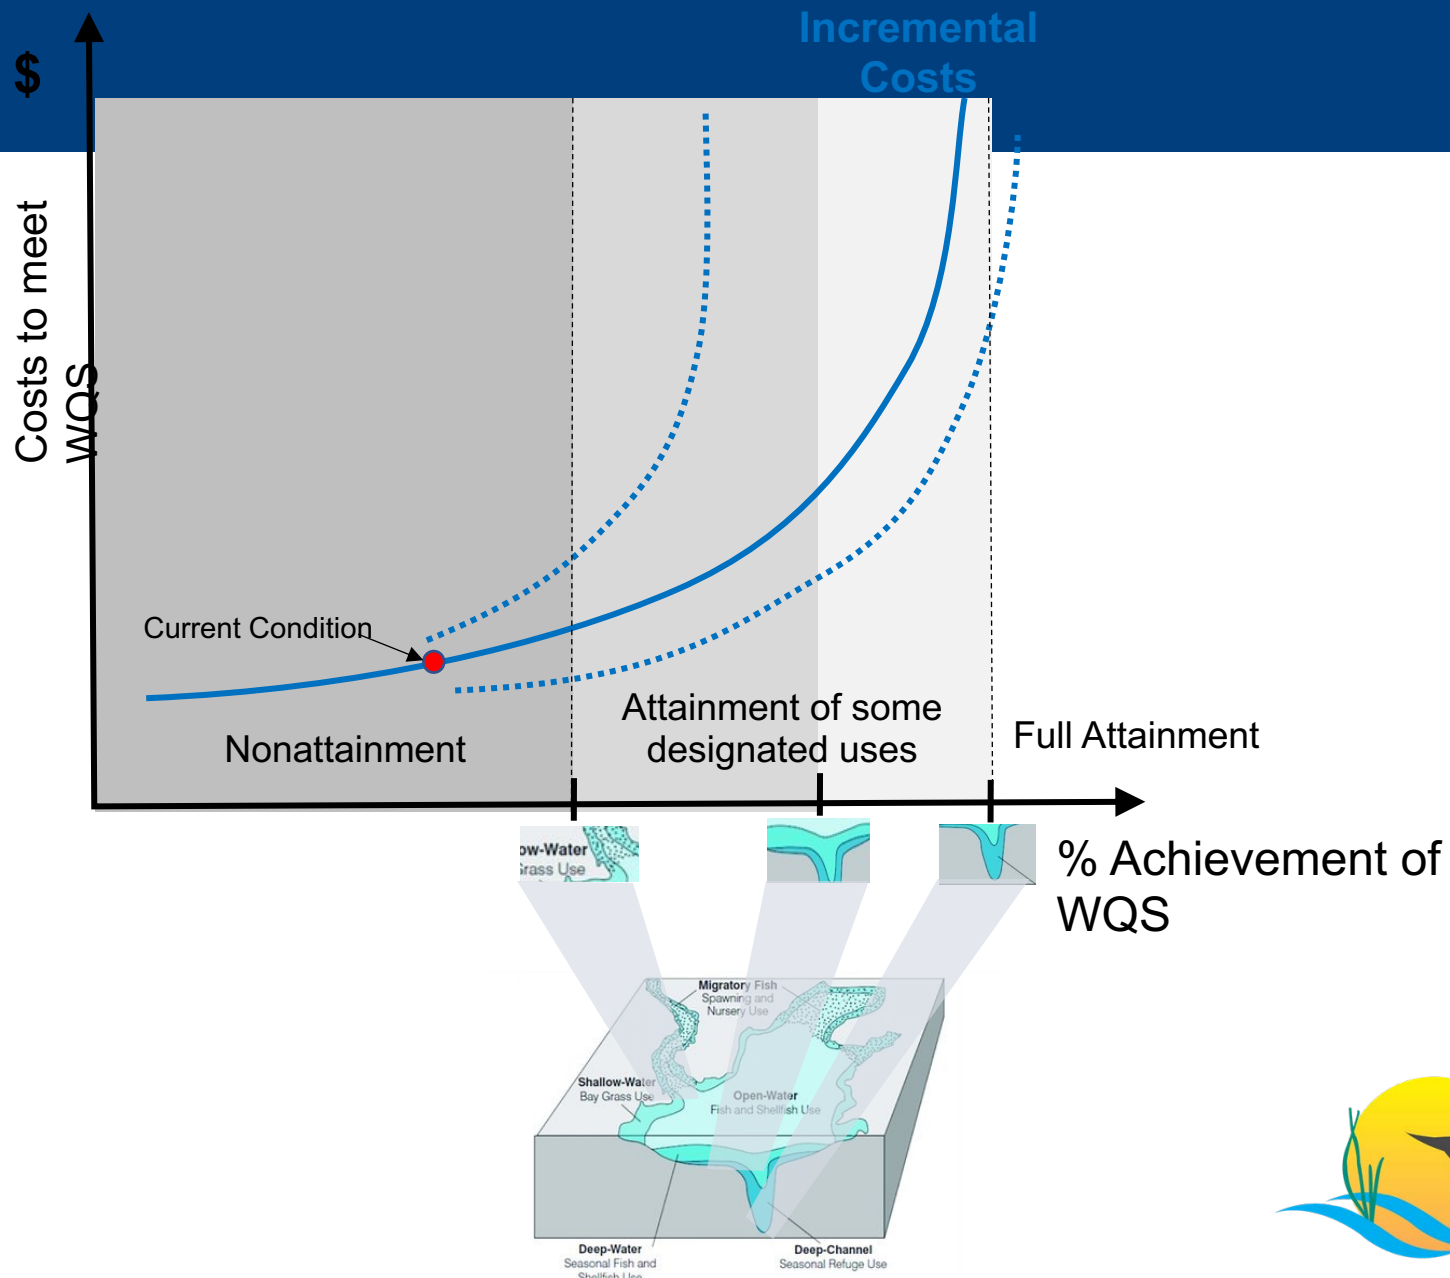 Incremental
Costs
$
Costs to meet
WQS
Current Condition
Nonattainment
Attainment of some
designated uses
Full Attainment
ow-Water
Grass Use
% Achievement of
WQS
Migratory Fish
Spawning and
Nursery Use
Shallow-Water
Bay Grass Use
Open-Water
Fish and Shellfish Use
Deep-Water
Seasonal Fish and
Shellfish Use
Deep-Channel
Seasonal Refuge Use